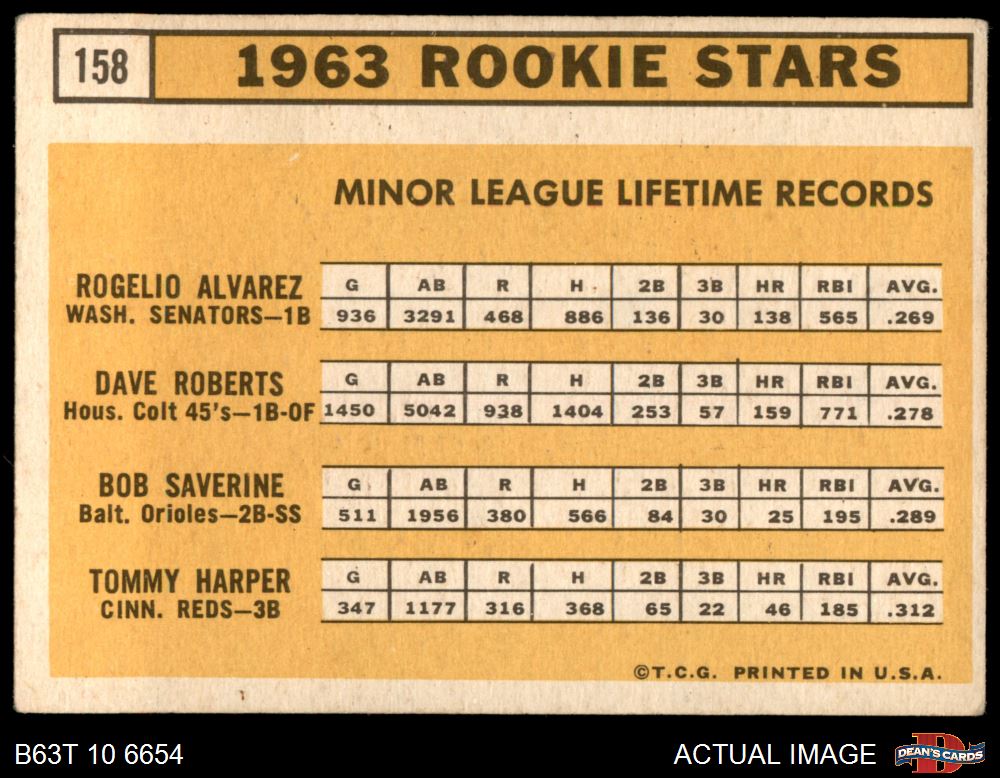 158 1963 ROOKIE STARS
MINOR LEAGUE LIFETIME RECORDS
ROGELIO ALVAREZ G AB R H 2B 3B HR RBI AVG.
WASH. SENATORS—1B 936 3291 468 886 136 30 138 565 .269
DAVE ROBERTS G AB R H 2B 3B HR RBI AVG.
Hous. Colt 45's—1B-OF 1450 5042 938 1404 253 57 159 771 .278
BOB SAVERINE G AB R H 2B 3B HR RBI AVG.
Balt. Orioles—2B-SS 511 1956 380 566 84 30 25 195 .289
TOMMY HARPER G AB R H 2B 3B HR RBI AVG.
CINN. REDS—3B 347 1177 316 368 65 22 46 185 .312
©T.C.G. PRINTED IN U.S.A.
B63T 10 6654 ACTUAL IMAGE DEAN'S CARDS